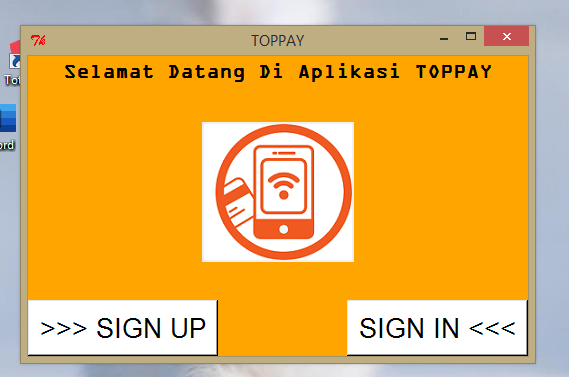 TOPPAY
Selamat Datang Di Aplikasi TOPPAY
>>> SIGN UP
SIGN IN <<<